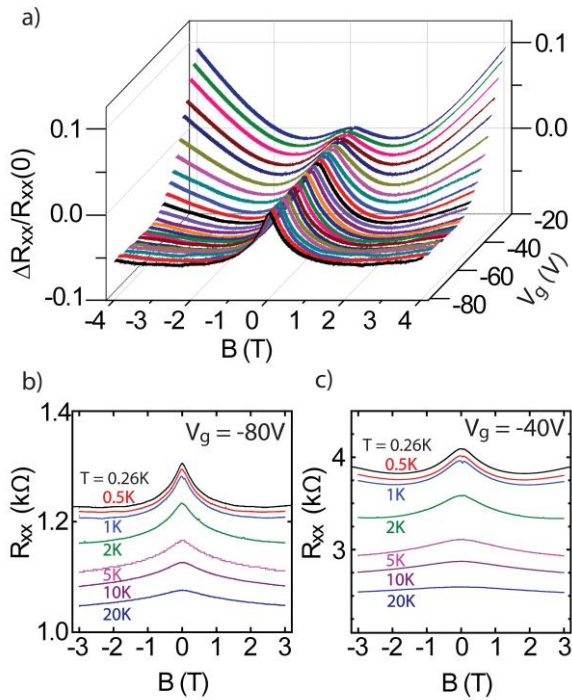 a)
0.1
0.1
0.0
0.0
-0.1
ΔRxx/Rxx(0)
-20
-40
-60
-80
Vg (V)
-4 -3 -2 -1 0 1 2 3 4
B (T)
b)
1.4
1.2
1.0
Rxx (kΩ)
Vg = -80V
T = 0.26K
0.5K
1K
2K
5K
10K
20K
-3 -2 -1 0 1 2 3
B (T)
c)
4
3
Rxx (kΩ)
Vg = -40V
T = 0.26K
0.5K
1K
2K
5K
10K
20K
-3 -2 -1 0 1 2 3
B (T)